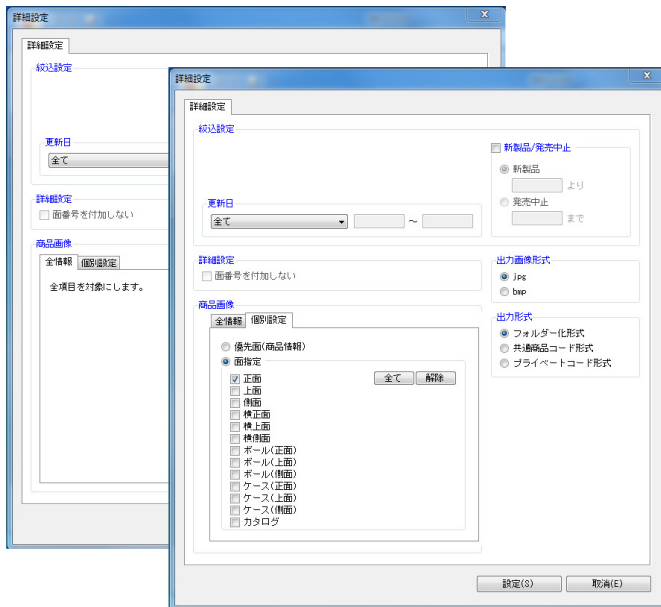 詳細設定
詳細設定
絞込設定
更新日
全て
詳細設定
面番号を付加しない
商品画像
全情報 個別設定
全項目を対象にします。
詳細設定
詳細設定
絞込設定
更新日
全て ～
新製品/発売中止
新製品
より
発売中止
まで
詳細設定
面番号を付加しない
出力画像形式
jpg
bmp
商品画像
全情報 個別設定
優先面(商品情報)
面指定
正面 全て 解除
上面
側面
横正面
横上面
横側面
ボール(正面)
ボール(上面)
ボール(側面)
ケース(正面)
ケース(上面)
ケース(側面)
カタログ
出力形式
フォルダー化形式
共通商品コード形式
プライベートコード形式
設定(S) 取消(E)